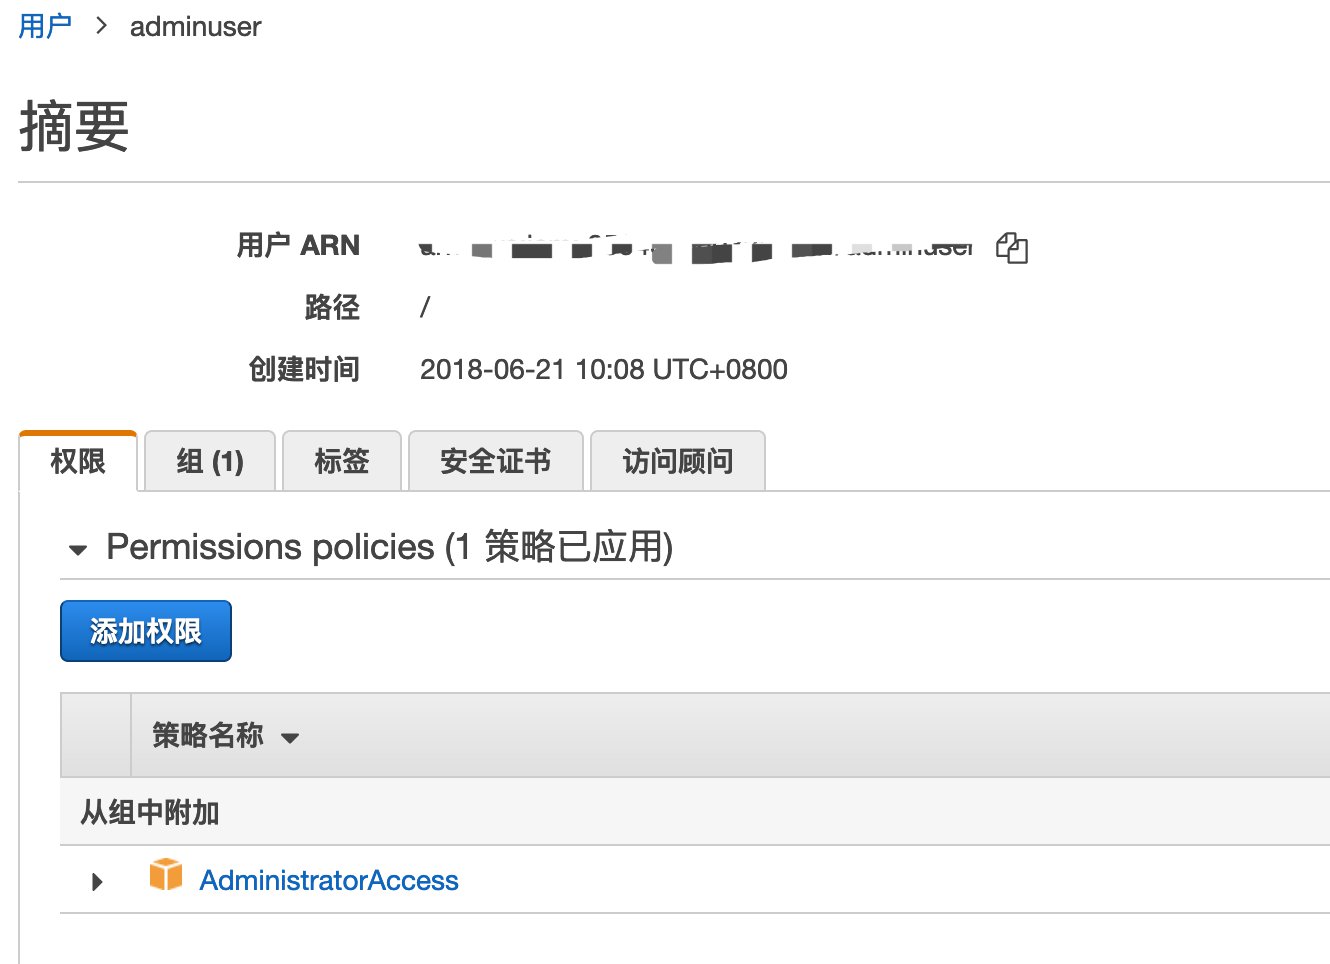 用户 > adminuser
摘要
用户 ARN
路径 /
创建时间 2018-06-21 10:08 UTC+0800
权限 组 (1) 标签 安全证书 访问顾问
Permissions policies (1 策略已应用)
添加权限
策略名称
从组中附加
AdministratorAccess